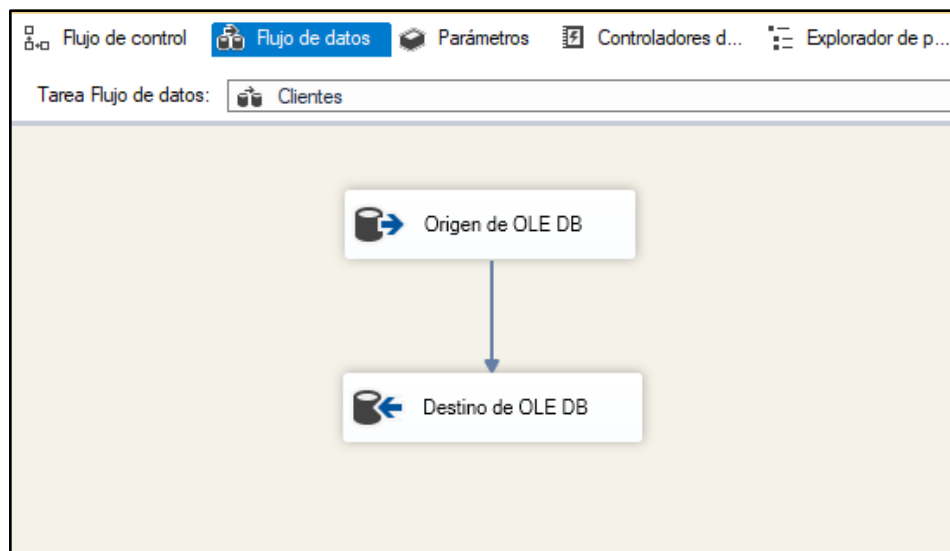 Flujo de control Flujo de datos Parámetros Controladores d... Explorador de p...
Tarea Flujo de datos: Clientes
Origen de OLE DB
Destino de OLE DB